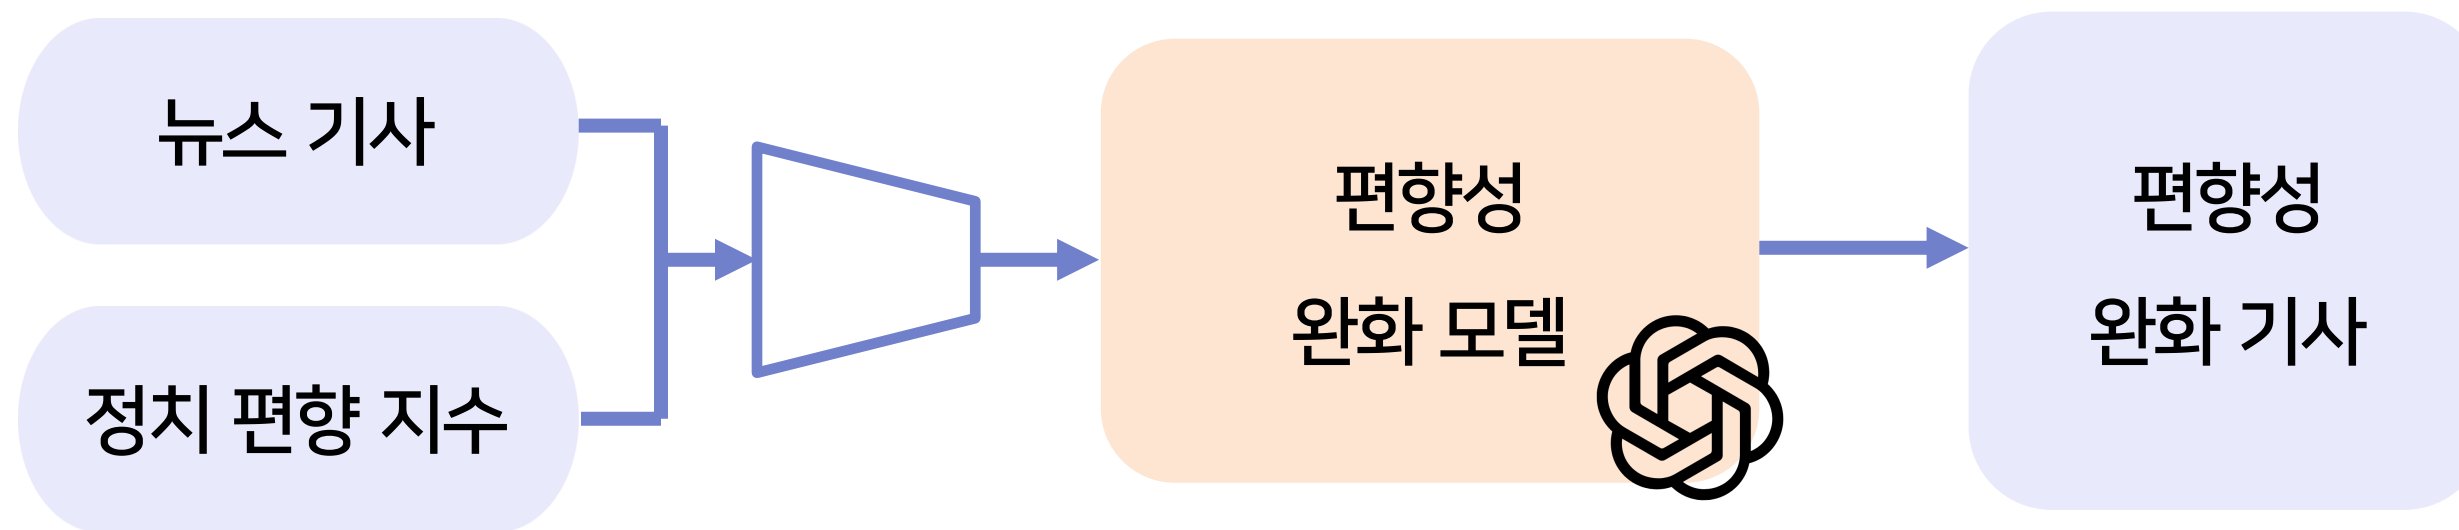 뉴스 기사
정치 편향 지수
편향성
완화 모델
편향성
완화 기사